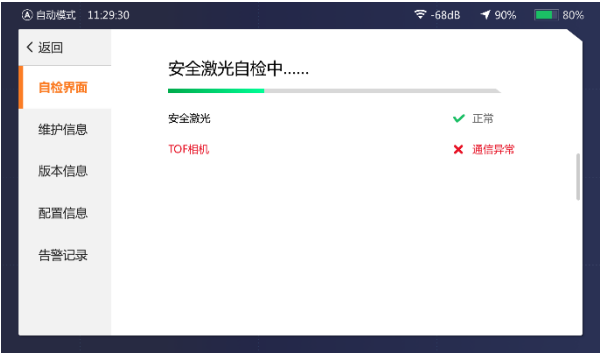 A 自动模式 11:29:30 -68dB 90% 80%
返回
自检界面
维护信息
版本信息
配置信息
告警记录
安全激光自检中……
安全激光 正常
TOF相机 通信异常